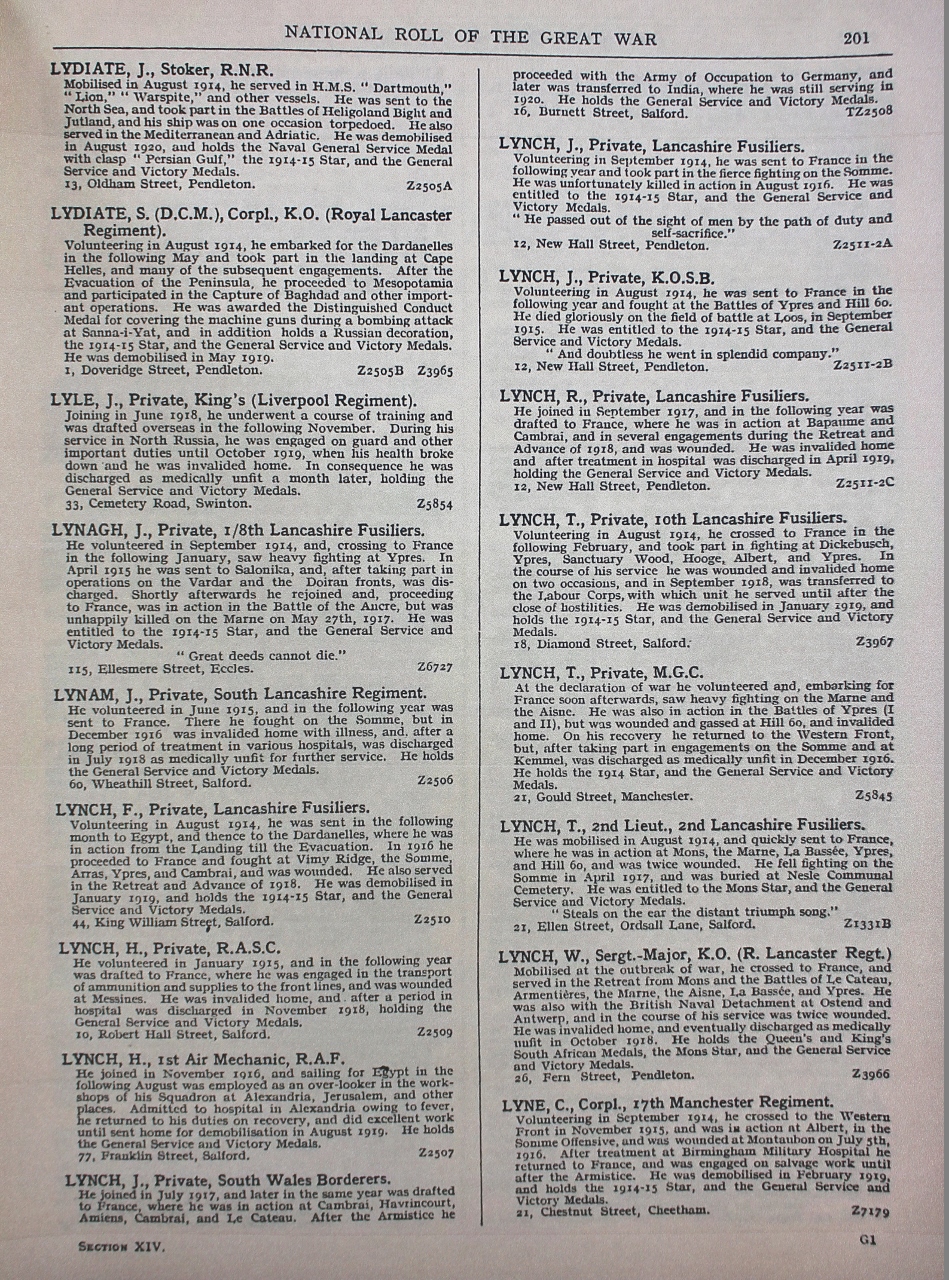 NATIONAL ROLL OF THE GREAT WAR 201
LYDIATE, J., Stoker, R.N.R.
Mobilised in August 1914, he served in H.M.S. " Dartmouth,"
" Lion," " Warspite," and other vessels. He was sent to the
North Sea, and took part in the Battles of Heligoland Bight and
Jutland, and his ship was on one occasion torpedoed. He also
served in the Mediterranean and Adriatic. He was demobilised
in August 1920, and holds the Naval General Service Medal
with clasp " Persian Gulf," the 1914-15 Star, and the General
Service and Victory Medals.
13, Oldham Street, Pendleton. Z2505A
LYDIATE, S. (D.C.M.), Corpl., K.O. (Royal Lancaster
Regiment).
Volunteering in August 1914, he embarked for the Dardanelles
in the following May and took part in the landing at Cape
Helles, and many of the subsequent engagements. After the
Evacuation of the Peninsula, he proceeded to Mesopotamia
and participated in the Capture of Baghdad and other import-
ant operations. He was awarded the Distinguished Conduct
Medal for covering the machine guns during a bombing attack
at Sanna-i-Yat, and in addition holds a Russian decoration,
the 1914-15 Star, and the General Service and Victory Medals.
He was demobilised in May 1919.
1, Doveridge Street, Pendleton. Z2505B Z3965
LYLE, J., Private, King's (Liverpool Regiment).
Joining in June 1918, he underwent a course of training and
was drafted overseas in the following November. During his
service in North Russia, he was engaged on guard and other
important duties until October 1919, when his health broke
down and he was invalided home. In consequence he was
discharged as medically unfit a month later, holding the
General Service and Victory Medals.
33, Cemetery Road, Swinton. Z5854
LYNAGH, J., Private, 1/8th Lancashire Fusiliers.
He volunteered in September 1914, and, crossing to France
in the following January, saw heavy fighting at Ypres. In
April 1915 he was sent to Salonika, and, after taking part in
operations on the Vardar and the Doiran fronts, was dis-
charged. Shortly afterwards he rejoined and, proceeding
to France, was in action in the Battle of the Ancre, but was
unhappily killed on the Marne on May 27th, 1917. He was
entitled to the 1914-15 Star, and the General Service and
Victory Medals.
" Great deeds cannot die."
115, Ellesmere Street, Eccles. Z6727
LYNAM, J., Private, South Lancashire Regiment.
He volunteered in June 1915, and in the following year was
sent to France. There he fought on the Somme, but in
December 1916 was invalided home with illness, and, after a
long period of treatment in various hospitals, was discharged
in July 1918 as medically unfit for further service. He holds
the General Service and Victory Medals.
60, Wheathill Street, Salford. Z2506
LYNCH, F., Private, Lancashire Fusiliers.
Volunteering in August 1914, he was sent in the following
month to Egypt, and thence to the Dardanelles, where he was
in action from the Landing till the Evacuation. In 1916 he
proceeded to France and fought at Vimy Ridge, the Somme,
Arras, Ypres, and Cambrai, and was wounded. He also served
in the Retreat and Advance of 1918. He was demobilised in
January 1919, and holds the 1914-15 Star, and the General
Service and Victory Medals.
44, King William Street, Salford. Z2510
LYNCH, H., Private, R.A.S.C.
He volunteered in January 1915, and in the following year
was drafted to France, where he was engaged in the transport
of ammunition and supplies to the front lines, and was wounded
at Messines. He was invalided home, and after a period in
hospital was discharged in November 1918, holding the
General Service and Victory Medals.
10, Robert Hall Street, Salford. Z2509
LYNCH, H., 1st Air Mechanic, R.A.F.
He joined in November 1916, and sailing for Egypt in the
following August was employed as an over-looker in the work-
shops of his Squadron at Alexandria, Jerusalem, and other
places. Admitted to hospital in Alexandria owing to fever,
he returned to his duties on recovery, and did excellent work
until sent home for demobilisation in August 1919. He holds
the General Service and Victory Medals.
77, Franklin Street, Salford. Z2507
LYNCH, J., Private, South Wales Borderers.
He joined in July 1917, and later in the same year was drafted
to France, where he was in action at Cambrai, Havrincourt,
Amiens, Cambrai, and Le Cateau. After the Armistice he
proceeded with the Army of Occupation to Germany, and
later was transferred to India, where he was still serving in
1920. He holds the General Service and Victory Medals.
16, Burnett Street, Salford. TZ2508
LYNCH, J., Private, Lancashire Fusiliers.
Volunteering in September 1914, he was sent to France in the
following year and took part in the fierce fighting on the Somme.
He was unfortunately killed in action in August 1916. He was
entitled to the 1914-15 Star, and the General Service and
Victory Medals.
" He passed out of the sight of men by the path of duty and
self-sacrifice."
12, New Hall Street, Pendleton. Z2511-2A
LYNCH, J., Private, K.O.S.B.
Volunteering in August 1914, he was sent to France in the
following year and fought at the Battles of Ypres and Hill 60.
He died gloriously on the field of battle at Loos, in September
1915. He was entitled to the 1914-15 Star, and the General
Service and Victory Medals.
" And doubtless he went in splendid company."
12, New Hall Street, Pendleton. Z2511-2B
LYNCH, R., Private, Lancashire Fusiliers.
He joined in September 1917, and in the following year was
drafted to France, where he was in action at Bapaume and
Cambrai, and in several engagements during the Retreat and
Advance of 1918, and was wounded. He was invalided home
and after treatment in hospital was discharged in April 1919,
holding the General Service and Victory Medals.
12, New Hall Street, Pendleton. Z2511-2C
LYNCH, T., Private, 10th Lancashire Fusiliers.
Volunteering in August 1914, he crossed to France in the
following February, and took part in fighting at Dickebusch,
Ypres, Sanctuary Wood, Hooge, Albert, and Ypres. In
the course of his service he was wounded and invalided home
on two occasions, and in September 1918, was transferred to
the Labour Corps, with which unit he served until after the
close of hostilities. He was demobilised in January 1919, and
holds the 1914-15 Star, and the General Service and Victory
Medals.
18, Diamond Street, Salford. Z3967
LYNCH, T., Private, M.G.C.
At the declaration of war he volunteered and, embarking for
France soon afterwards, saw heavy fighting on the Marne and
the Aisne. He was also in action in the Battles of Ypres (I
and II), but was wounded and gassed at Hill 60, and invalided
home. On his recovery he returned to the Western Front,
but, after taking part in engagements on the Somme and at
Kemmel, was discharged as medically unfit in December 1916.
He holds the 1914 Star, and the General Service and Victory
Medals.
21, Gould Street, Manchester. Z5845
LYNCH, T., 2nd Lieut., 2nd Lancashire Fusiliers.
He was mobilised in August 1914, and quickly sent to France,
where he was in action at Mons, the Marne, La Bassée, Ypres,
and Hill 60, and was twice wounded. He fell fighting on the
Somme in April 1917, and was buried at Nesle Communal
Cemetery. He was entitled to the Mons Star, and the General
Service and Victory Medals.
" Steals on the ear the distant triumph song."
21, Ellen Street, Ordsall Lane, Salford. Z1331B
LYNCH, W., Sergt.-Major, K.O. (R. Lancaster Regt.)
Mobilised at the outbreak of war, he crossed to France, and
served in the Retreat from Mons and the Battles of Le Cateau,
Armentières, the Marne, the Aisne, La Bassée, and Ypres. He
was also with the British Naval Detachment at Ostend and
Antwerp, and in the course of his service was twice wounded.
He was invalided home, and eventually discharged as medically
unfit in October 1918. He holds the Queen's and King's
South African Medals, the Mons Star, and the General Service
and Victory Medals.
26, Fern Street, Pendleton. Z3966
LYNE, C., Corpl., 17th Manchester Regiment.
Volunteering in September 1914, he crossed to the Western
Front in November 1915, and was in action at Albert, in the
Somme Offensive, and was wounded at Montaubon on July 5th,
1916. After treatment at Birmingham Military Hospital he
returned to France, and was engaged on salvage work until
after the Armistice. He was demobilised in February 1919,
and holds the 1914-15 Star, and the General Service and
Victory Medals.
21, Chestnut Street, Cheetham. Z7179
SECTION XIV. G1